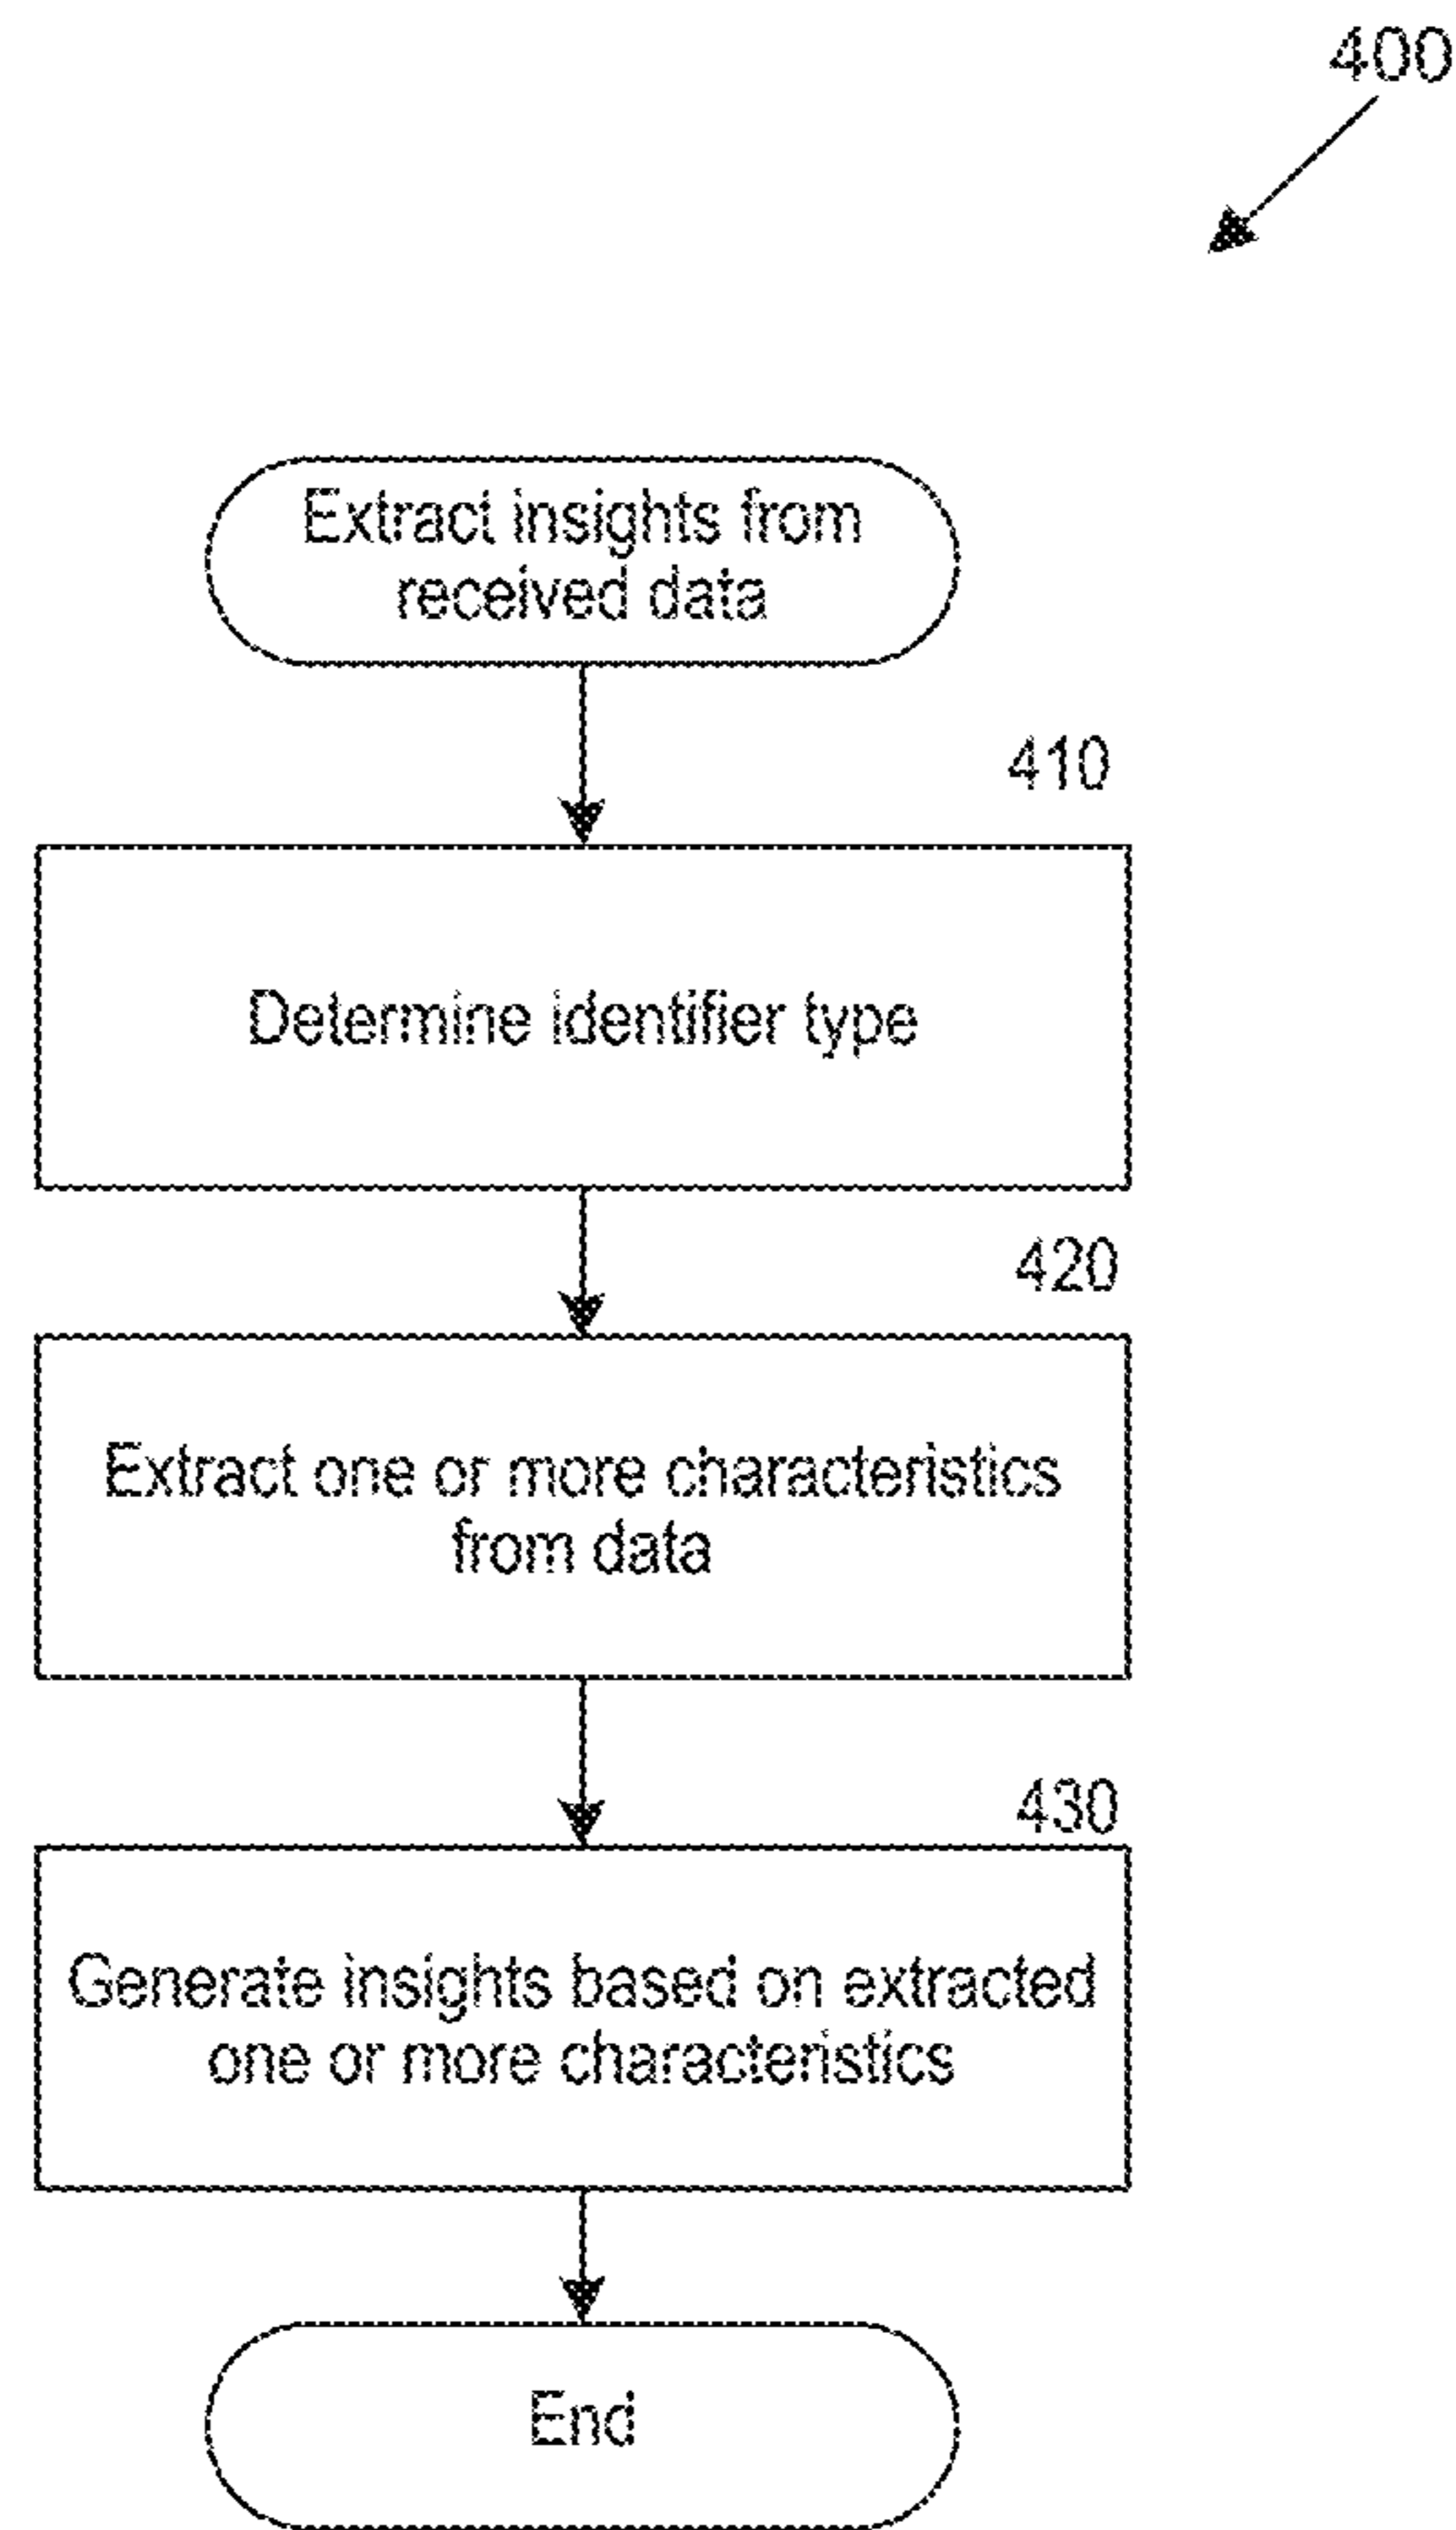 400
Extract insights from
received data
410
Determine identifier type
420
Extract one or more characteristics
from data
430
Generate insights based on extracted
one or more characteristics
End